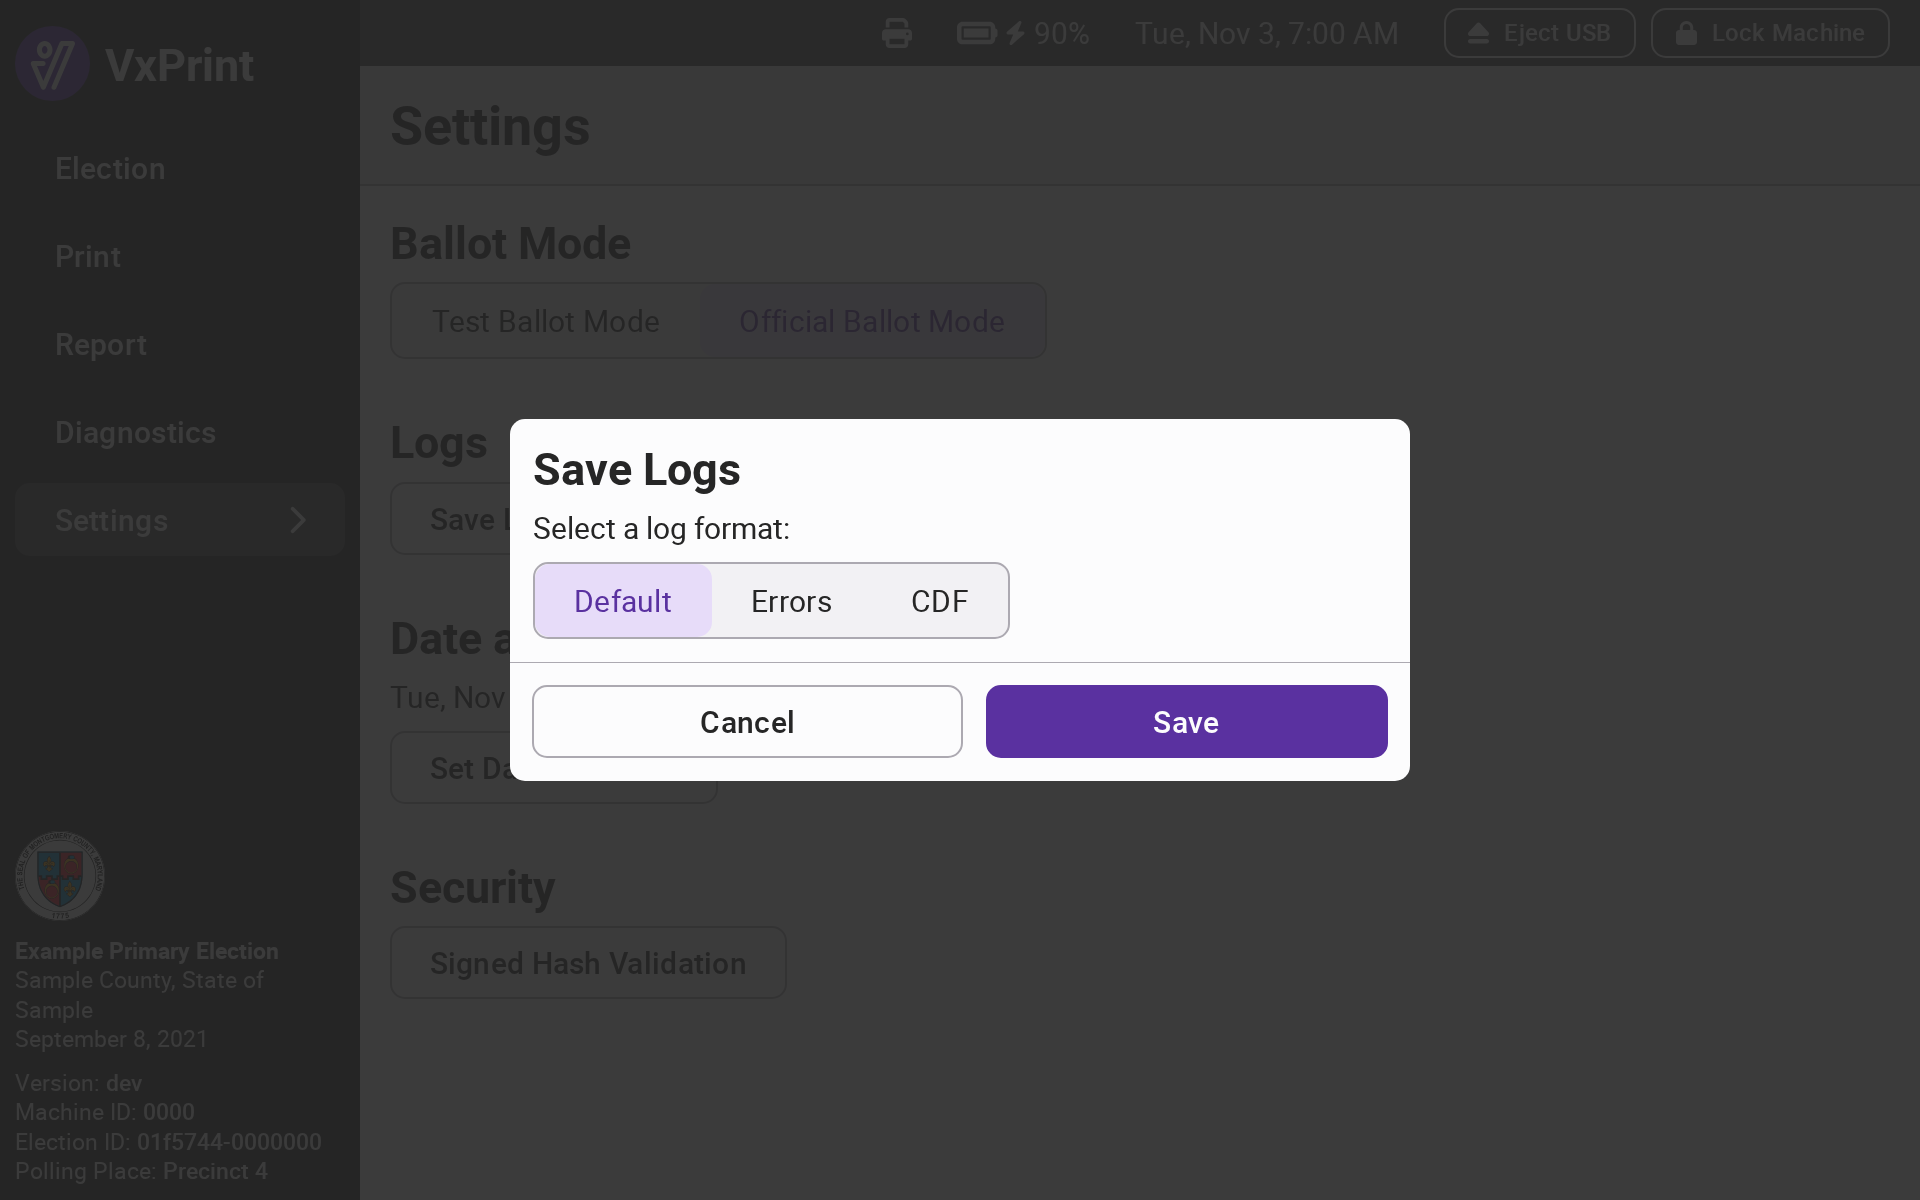 VxPrint
90%
Tue, Nov 3, 7:00 AM
Eject USB
Lock Machine
Election
Print
Report
Diagnostics
Settings
Settings
Ballot Mode
Test Ballot Mode
Official Ballot Mode
Logs
Save
Date
Tue, Nov
Set
Security
Signed Hash Validation
Save Logs
Select a log format:
Default
Errors
CDF
Cancel
Save
Example Primary Election
Sample County, State of
Sample
September 8, 2021
Version: dev
Machine ID: 0000
Election ID: 01f5744-0000000
Polling Place: Precinct 4